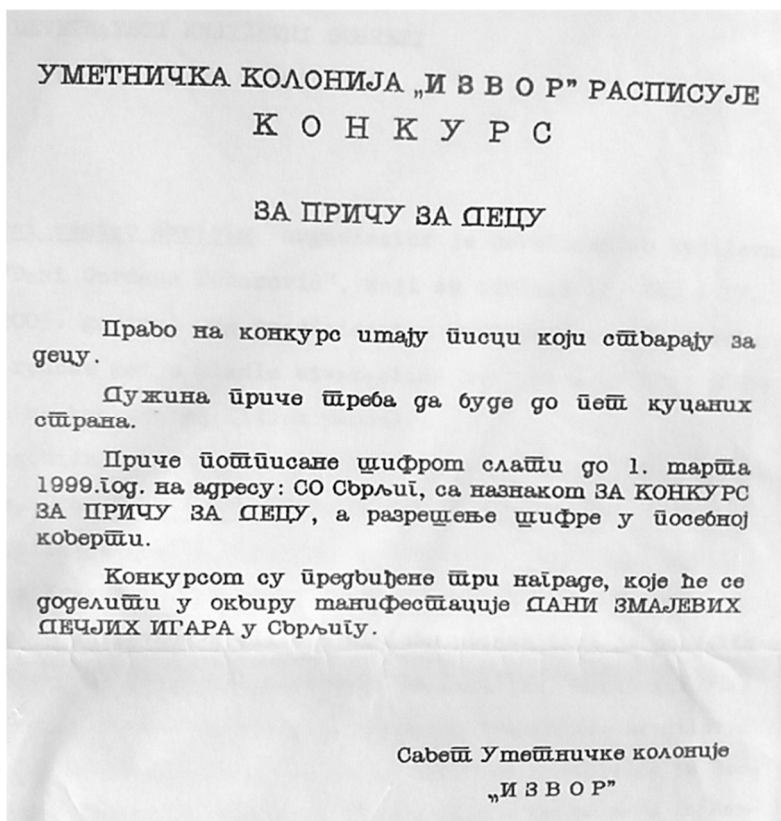 УМЕТНИЧКА КОЛОНИЈА „И З В О Р” РАСПИСУЈЕ
К О Н К У Р С
ЗА ПРИЧУ ЗА ДЕЦУ
Право на конкурс имају писци који стварају за
децу.
Дужина приче треба да буде до пет куцаних
страна.
Приче потписане шифром слати до 1. марта
1999.год. на адресу: СО Сврљиг, са назнаком ЗА КОНКУРС
ЗА ПРИЧУ ЗА ДЕЦУ, а разрешење шифре у посебној
коверти.
Конкурсом су предвиђене три награде, које ће се
доделити у оквиру манифестације ДАНИ ЗМАЈЕВИХ
ДЕЧЈИХ ИГАРА у Сврљигу.
Савет Уметничке колоније
„И З В О Р”